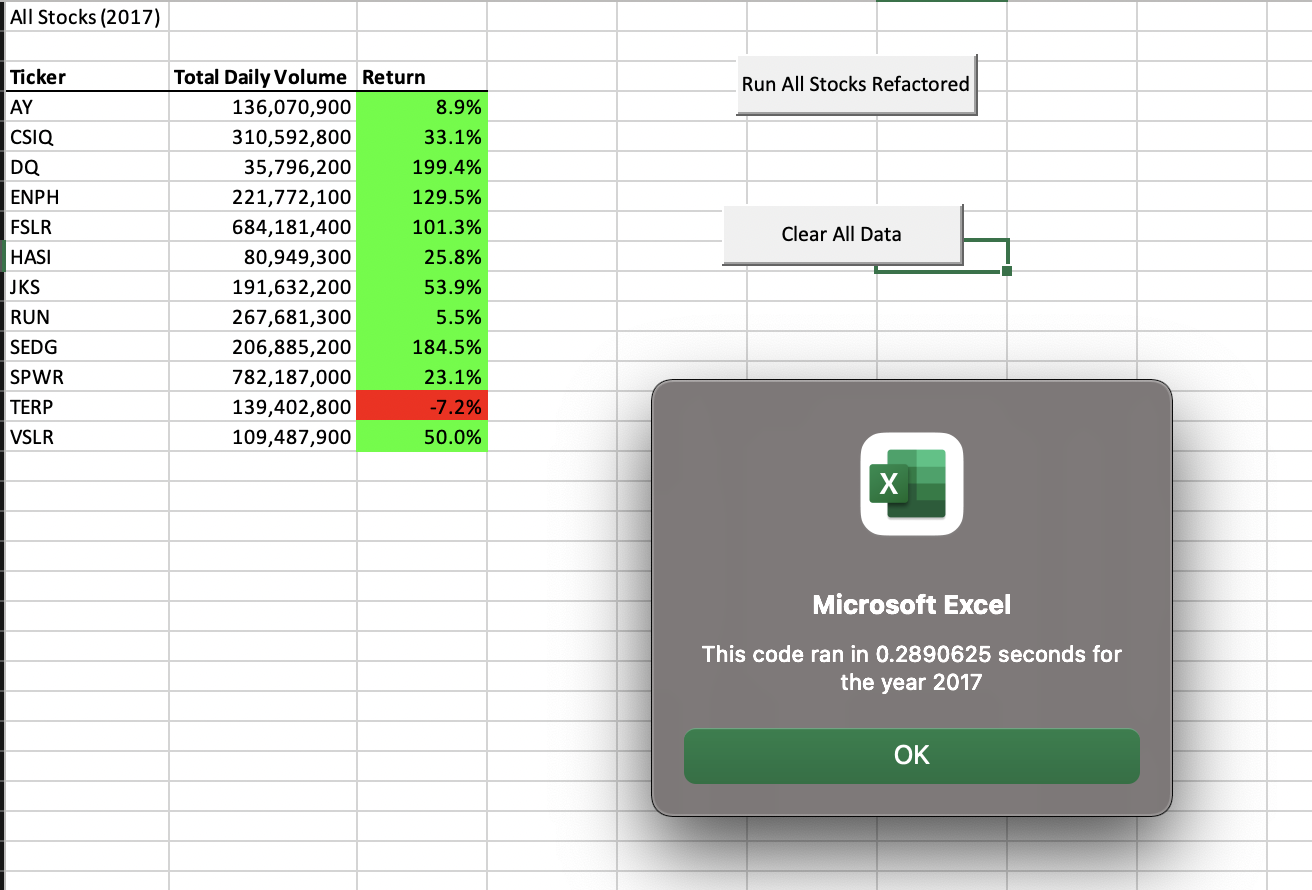 All Stocks (2017)
Ticker Total Daily Volume Return
AY 136,070,900 8.9%
CSIQ 310,592,800 33.1%
DQ 35,796,200 199.4%
ENPH 221,772,100 129.5%
FSLR 684,181,400 101.3%
HASI 80,949,300 25.8%
JKS 191,632,200 53.9%
RUN 267,681,300 5.5%
SEDG 206,885,200 184.5%
SPWR 782,187,000 23.1%
TERP 139,402,800 -7.2%
VSLR 109,487,900 50.0%
Run All Stocks Refactored
Clear All Data
X
Microsoft Excel
This code ran in 0.2890625 seconds for
the year 2017
OK